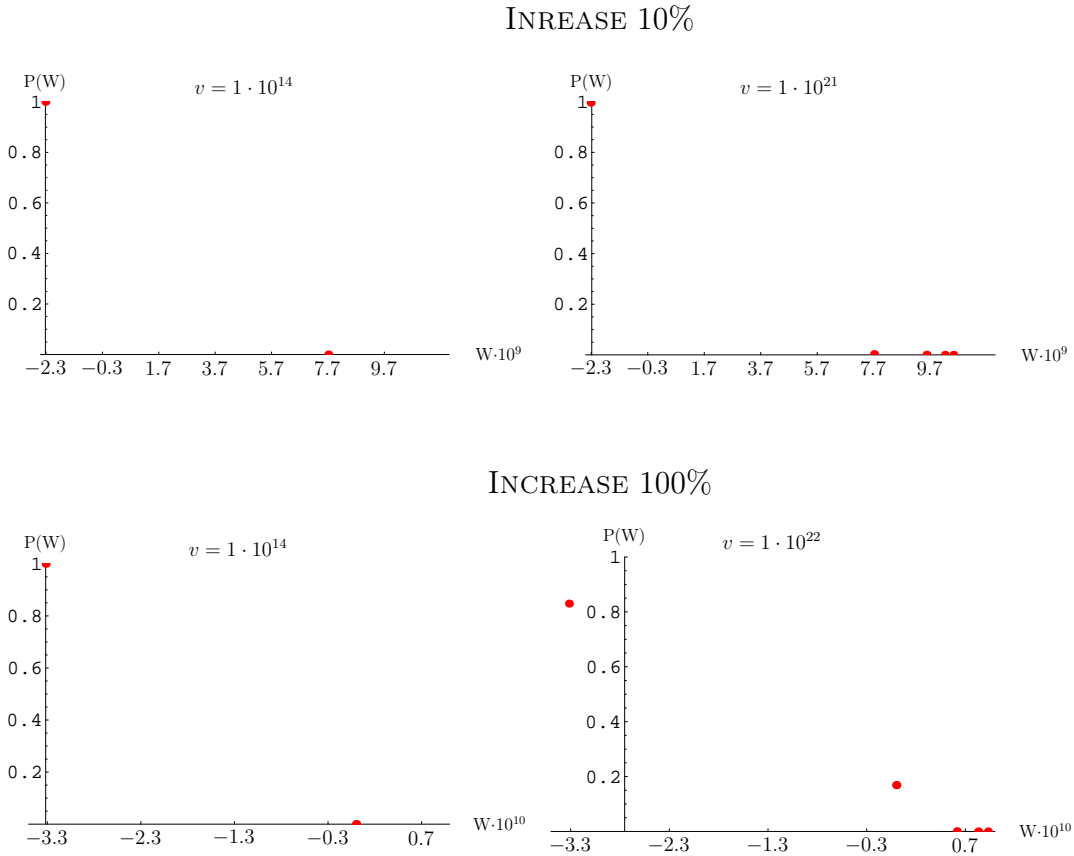 INREASE 10%
P(W)
v = 1 · 10^14
1
0.8
0.6
0.4
0.2
−2.3 −0.3 1.7 3.7 5.7 7.7 9.7
W·10^9
P(W)
v = 1 · 10^21
1
0.8
0.6
0.4
0.2
−2.3 −0.3 1.7 3.7 5.7 7.7 9.7
W·10^9
INCREASE 100%
P(W)
v = 1 · 10^14
1
0.8
0.6
0.4
0.2
−3.3 −2.3 −1.3 −0.3 0.7
W·10^10
P(W)
v = 1 · 10^22
1
0.8
0.6
0.4
0.2
−3.3 −2.3 −1.3 −0.3 0.7
W·10^10